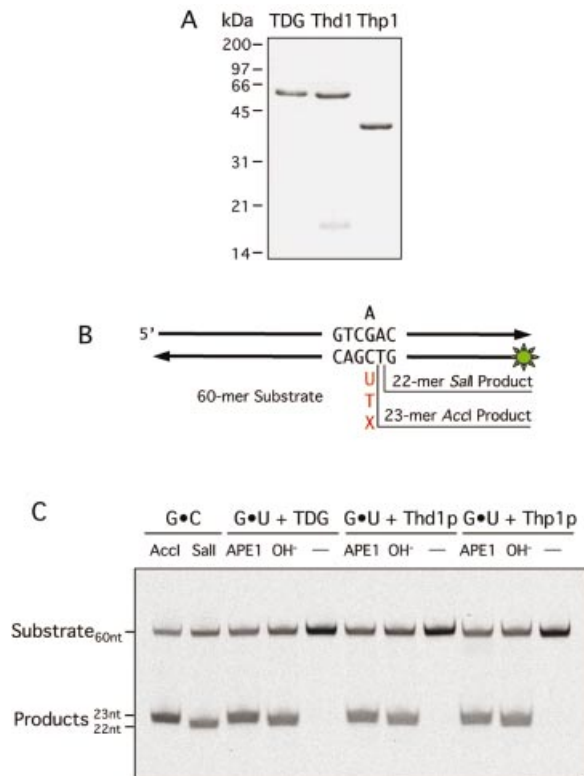 A
kDa TDG Thd1 Thp1
200
97
66
45
31
21
14
B
A
5' GTCGAC
CAGCTG
60-mer Substrate
U
T
X
22-mer SalI Product
23-mer AccI Product
C
G•C G•U + TDG G•U + Thd1p G•U + Thp1p
AccI SalI APE1 OH⁻ — APE1 OH⁻ — APE1 OH⁻ —
Substrate 60nt
Products 23nt
22nt